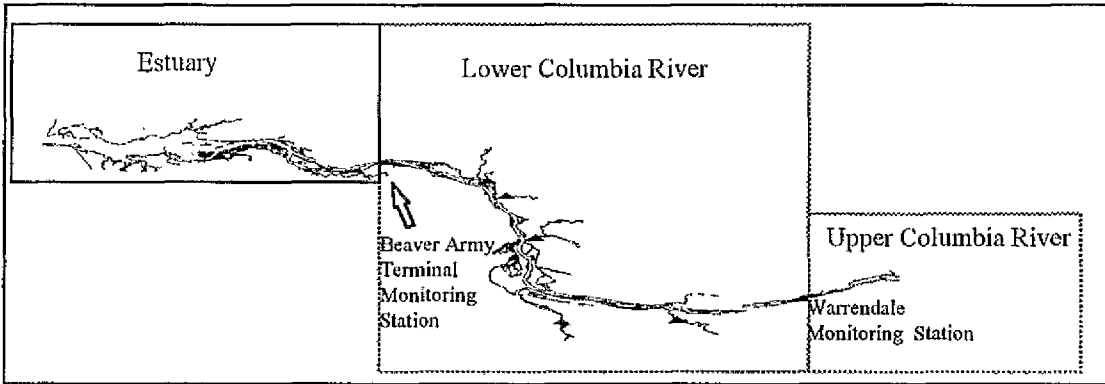 Estuary
Lower Columbia River
Beaver Army
Terminal
Monitoring
Station
Upper Columbia River
Warrendale
Monitoring Station